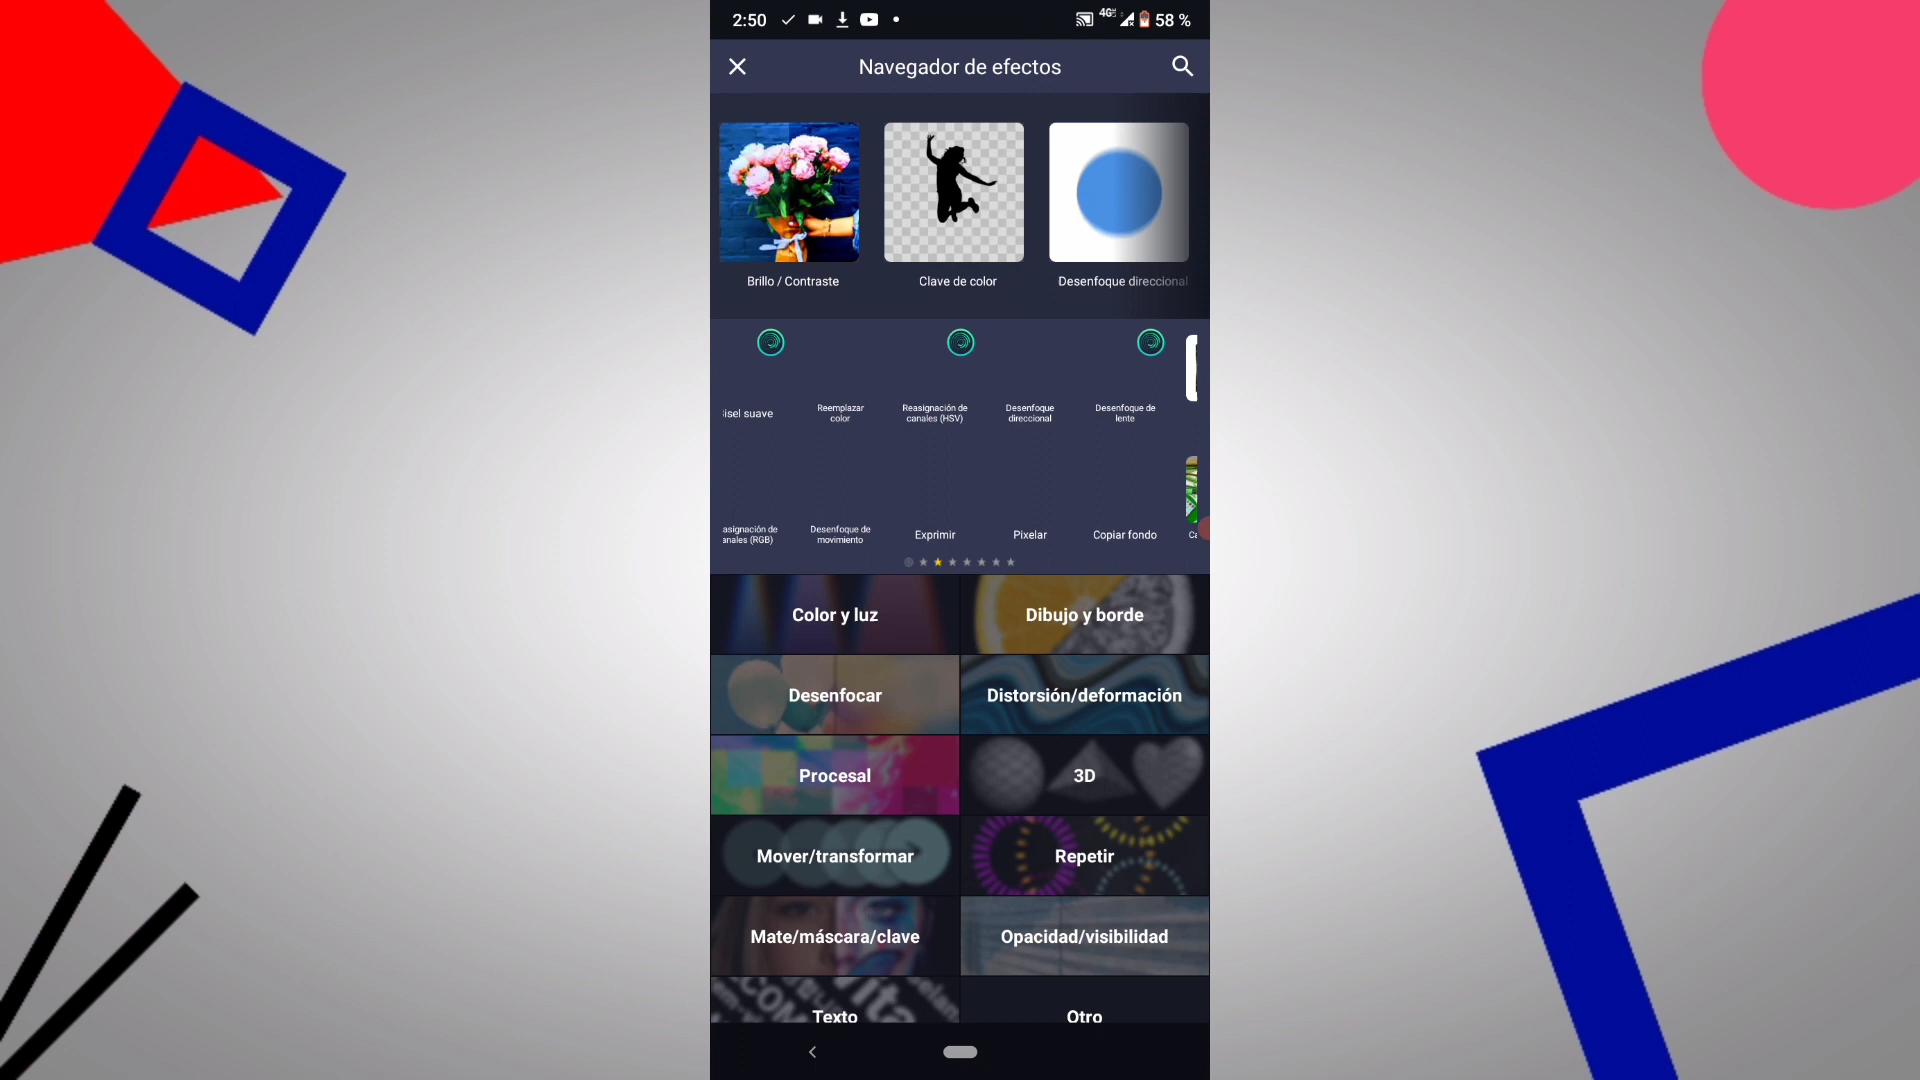 2:50
4G
58 %
Navegador de efectos
Brillo / Contraste
Clave de color
Desenfoque direccional
isel suave
Reemplazar
color
Reasignación de
canales (HSV)
Desenfoque
direccional
Desenfoque de
lente
asignación de
anales (RGB)
Desenfoque de
movimiento
Exprimir
Pixelar
Copiar fondo
Ca
Color y luz
Dibujo y borde
Desenfocar
Distorsión/deformación
Procesal
3D
Mover/transformar
Repetir
Mate/máscara/clave
Opacidad/visibilidad
Texto
Otro